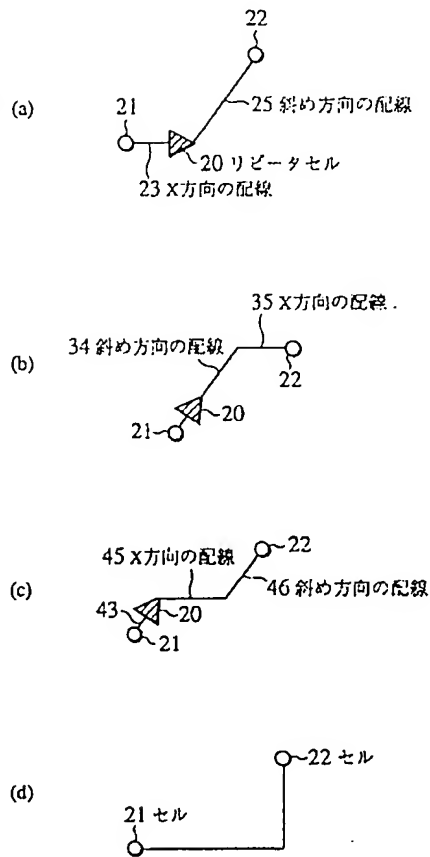 22
(a)
21
25 斜め方向の配線
20 リピータセル
23 X方向の配線
35 X方向の配線
34 斜め方向の配線
(b)
22
21
20
45 X方向の配線
22
(c)
46 斜め方向の配線
43
20
21
22 セル
(d)
21 セル